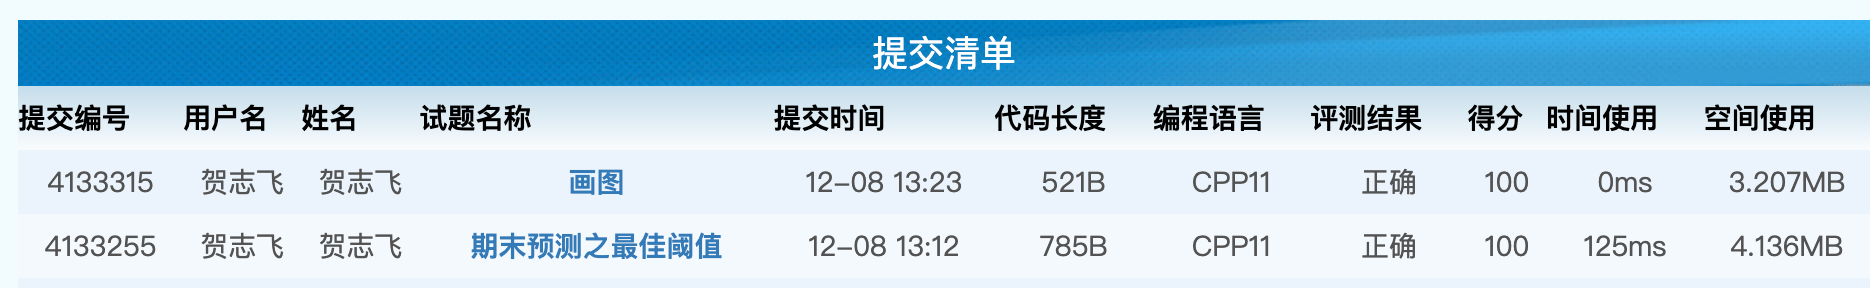 提交清单
提交编号 用户名 姓名 试题名称 提交时间 代码长度 编程语言 评测结果 得分 时间使用 空间使用
4133315 贺志飞 贺志飞 画图 12-08 13:23 521B CPP11 正确 100 0ms 3.207MB
4133255 贺志飞 贺志飞 期末预测之最佳阈值 12-08 13:12 785B CPP11 正确 100 125ms 4.136MB